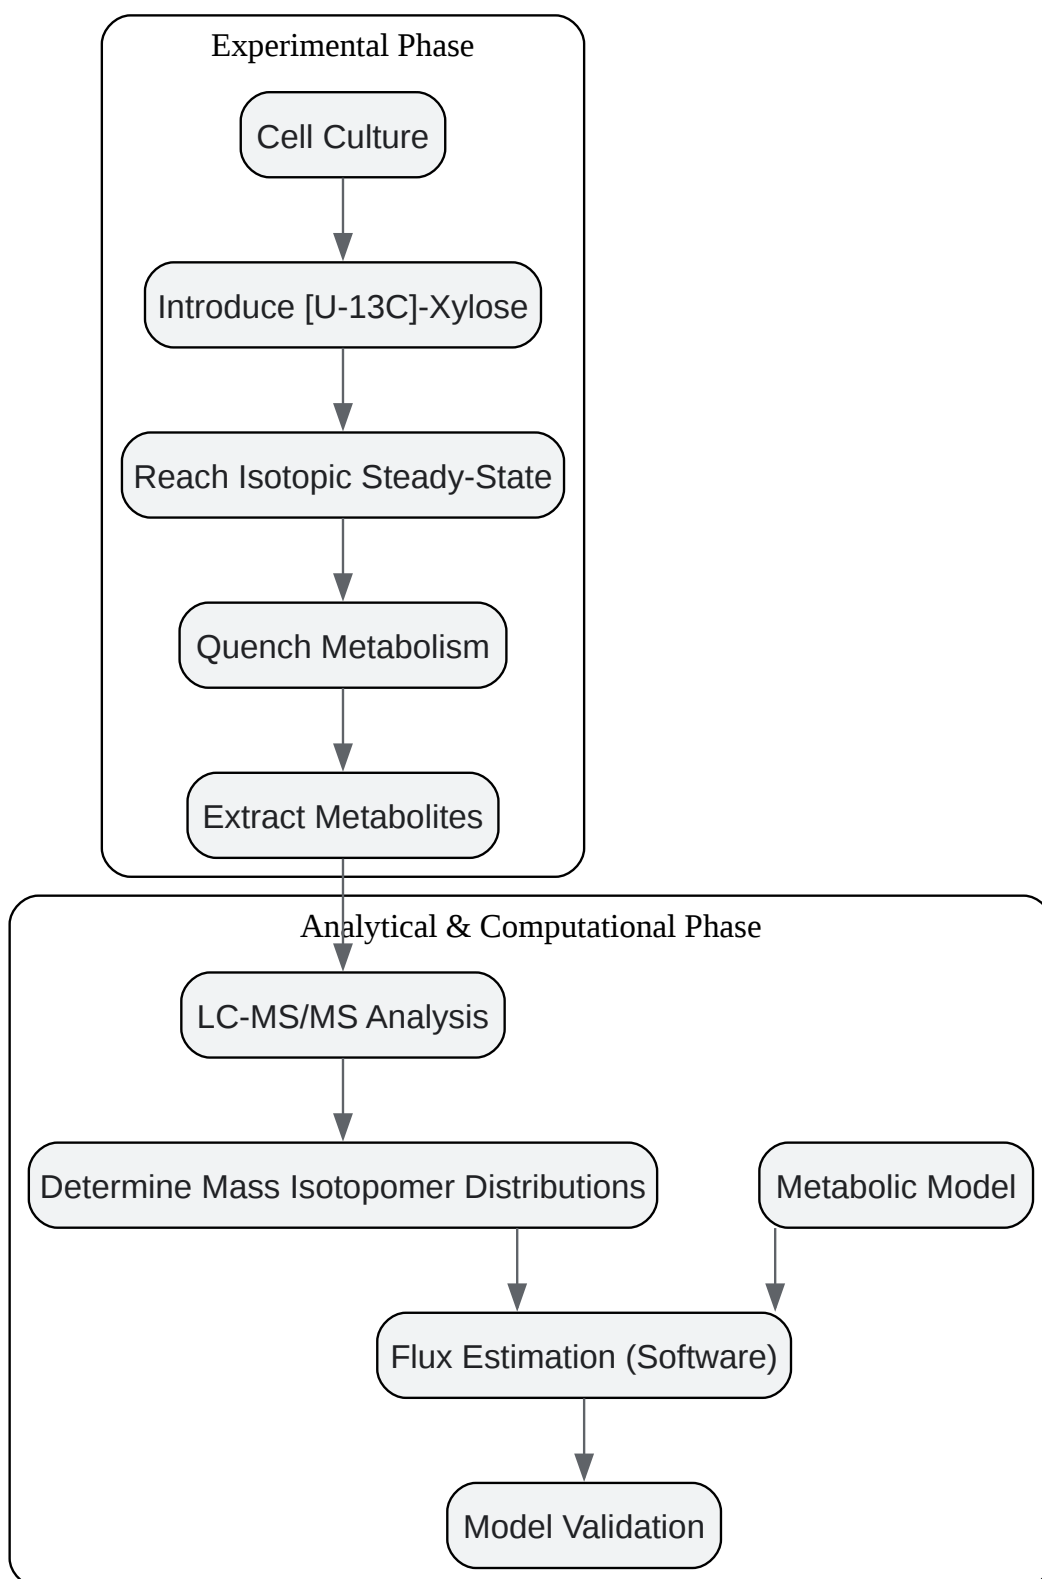 Experimental Phase
Cell Culture
Introduce [U-13C]-Xylose
Reach Isotopic Steady-State
Quench Metabolism
Extract Metabolites
Analytical & Computational Phase
LC-MS/MS Analysis
Determine Mass Isotopomer Distributions
Metabolic Model
Flux Estimation (Software)
Model Validation